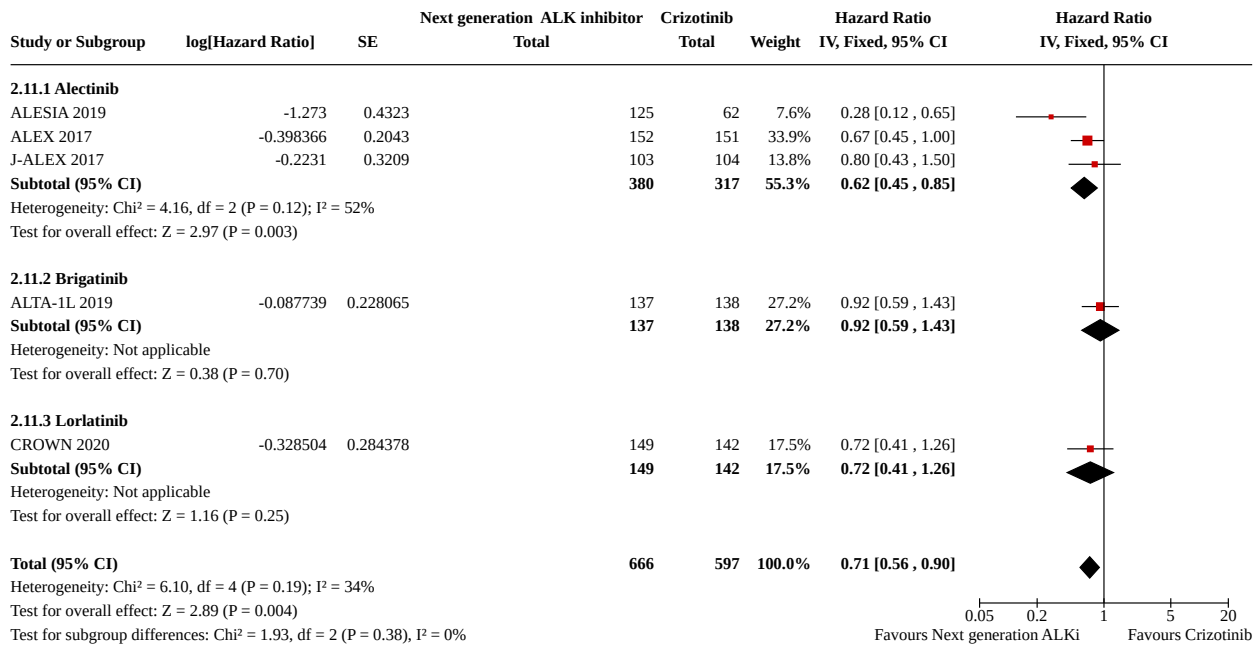 Next generation ALK inhibitor Crizotinib Hazard Ratio Hazard Ratio
Study or Subgroup log[Hazard Ratio] SE Total Total Weight IV, Fixed, 95% CI IV, Fixed, 95% CI
2.11.1 Alectinib
ALESIA 2019 -1.273 0.4323 125 62 7.6% 0.28 [0.12 , 0.65]
ALEX 2017 -0.398366 0.2043 152 151 33.9% 0.67 [0.45 , 1.00]
J-ALEX 2017 -0.2231 0.3209 103 104 13.8% 0.80 [0.43 , 1.50]
Subtotal (95% CI) 380 317 55.3% 0.62 [0.45 , 0.85]
Heterogeneity: Chi² = 4.16, df = 2 (P = 0.12); I² = 52%
Test for overall effect: Z = 2.97 (P = 0.003)
2.11.2 Brigatinib
ALTA-1L 2019 -0.087739 0.228065 137 138 27.2% 0.92 [0.59 , 1.43]
Subtotal (95% CI) 137 138 27.2% 0.92 [0.59 , 1.43]
Heterogeneity: Not applicable
Test for overall effect: Z = 0.38 (P = 0.70)
2.11.3 Lorlatinib
CROWN 2020 -0.328504 0.284378 149 142 17.5% 0.72 [0.41 , 1.26]
Subtotal (95% CI) 149 142 17.5% 0.72 [0.41 , 1.26]
Heterogeneity: Not applicable
Test for overall effect: Z = 1.16 (P = 0.25)
Total (95% CI) 666 597 100.0% 0.71 [0.56 , 0.90]
Heterogeneity: Chi² = 6.10, df = 4 (P = 0.19); I² = 34%
Test for overall effect: Z = 2.89 (P = 0.004)
0.05 0.2 1 5 20
Test for subgroup differences: Chi² = 1.93, df = 2 (P = 0.38), I² = 0%
Favours Next generation ALKi Favours Crizotinib